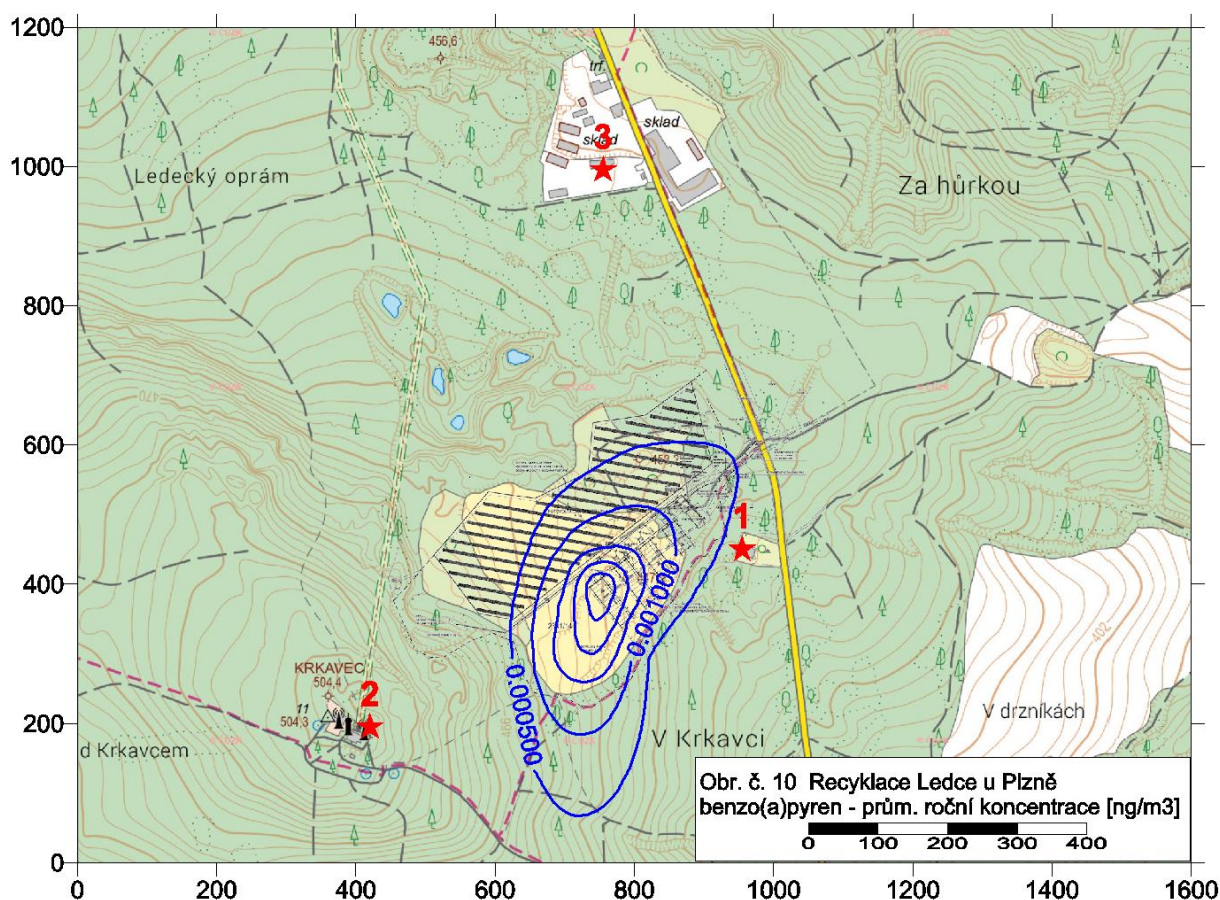 1200
1000
800
600
400
200
0
0
200
400
600
800
1000
1200
1400
1600
456,6
trf.
sklad
sklad
3
Ledecký oprám
Za hůrkou
1
0.001000
0.000500
KRKAVEC
504,4
11
504,3
2
d Krkavcem
V Krkavci
V drzníkách
402
Obr. č. 10 Recyklace Ledce u Plzně
benzo(a)pyren - prům. roční koncentrace [ng/m3]
0 100 200 300 400